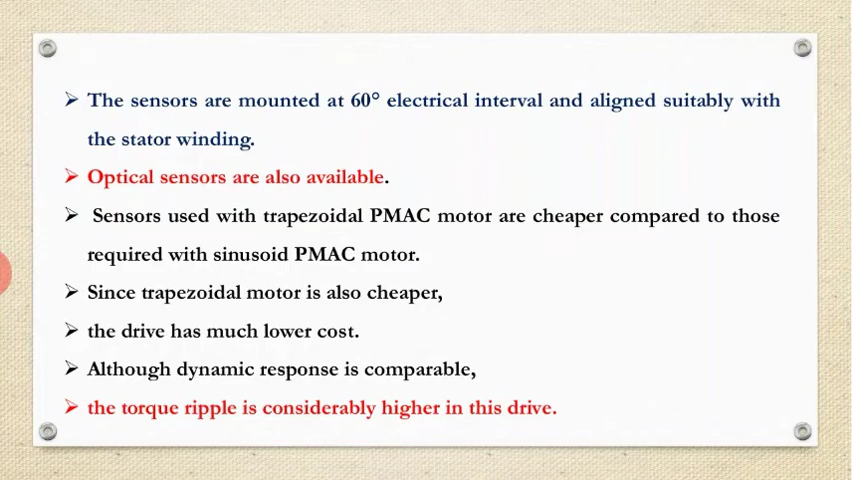 ➢ The sensors are mounted at 60° electrical interval and aligned suitably with
the stator winding.
➢ Optical sensors are also available.
➢ Sensors used with trapezoidal PMAC motor are cheaper compared to those
required with sinusoid PMAC motor.
➢ Since trapezoidal motor is also cheaper,
➢ the drive has much lower cost.
➢ Although dynamic response is comparable,
➢ the torque ripple is considerably higher in this drive.